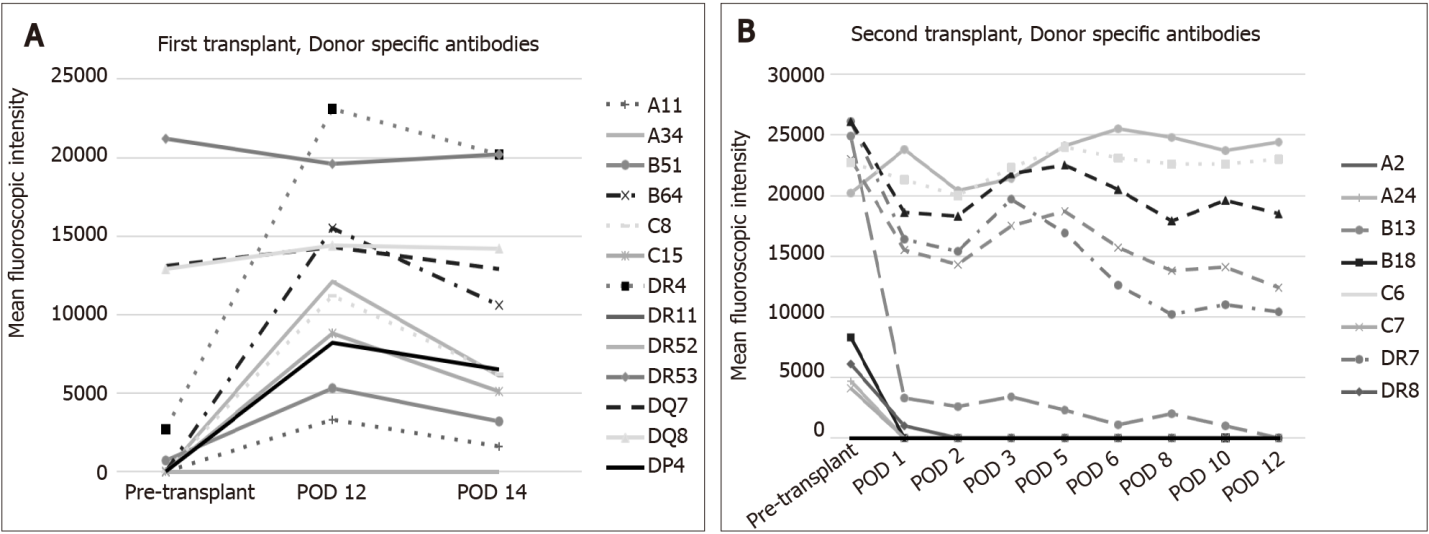 A
First transplant, Donor specific antibodies
Mean fluoroscopic intensity
25000
20000
15000
10000
5000
0
Pre-transplant
POD 12
POD 14
A11
A34
B51
B64
C8
C15
DR4
DR11
DR52
DR53
DQ7
DQ8
DP4
B
Second transplant, Donor specific antibodies
Mean fluoroscopic intensity
30000
25000
20000
15000
10000
5000
0
Pre-transplant
POD 1
POD 2
POD 3
POD 5
POD 6
POD 8
POD 10
POD 12
A2
A24
B13
B18
C6
C7
DR7
DR8